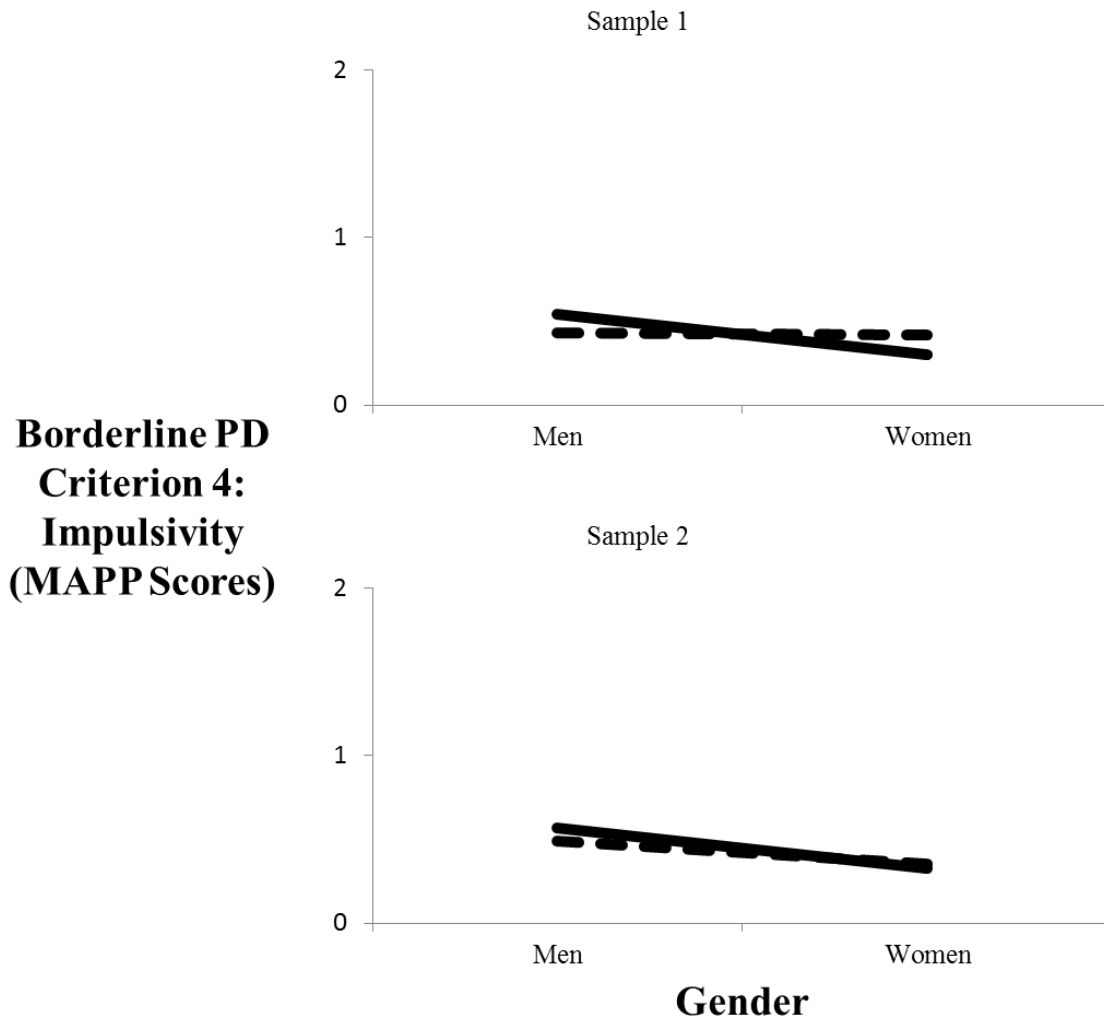 Sample 1
2
1
0
Men Women
Borderline PD
Criterion 4:
Impulsivity
(MAPP Scores)
Sample 2
2
1
0
Men Women
Gender